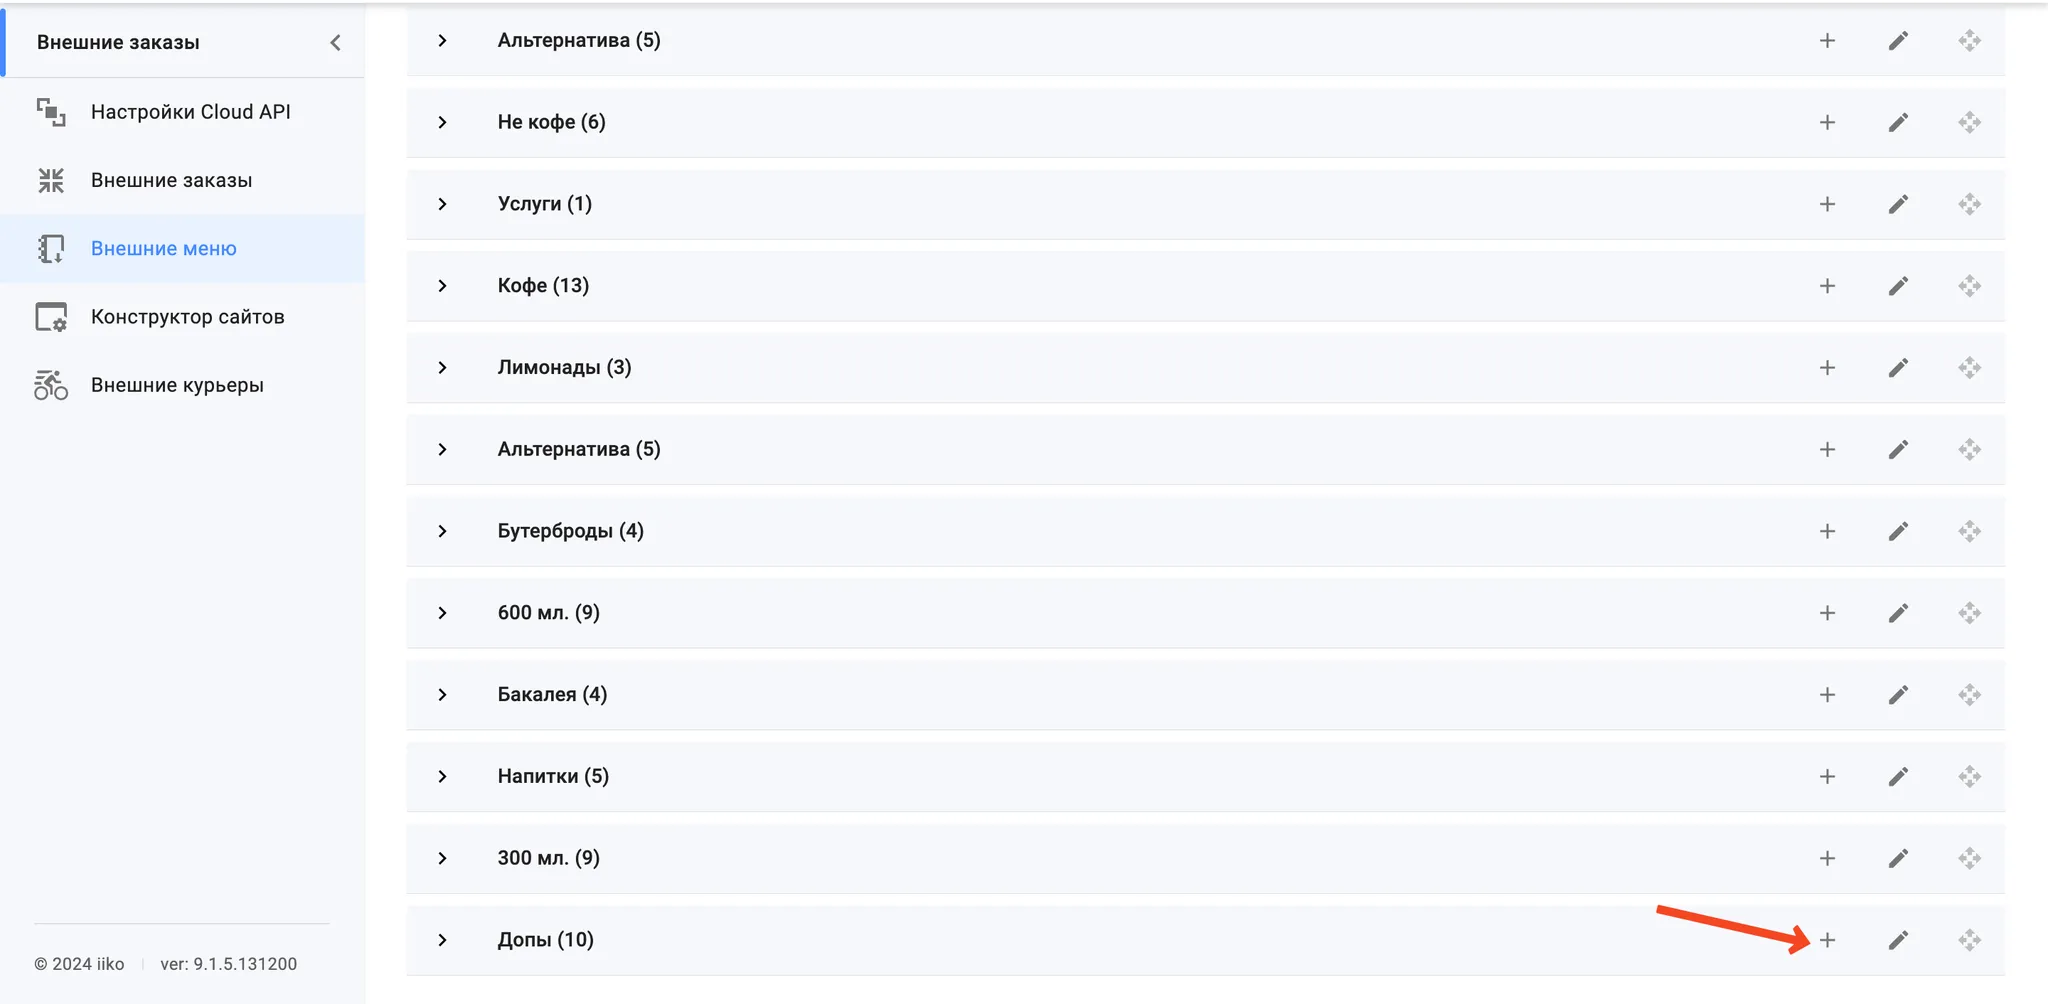 Внешние заказы
Настройки Cloud API
Внешние заказы
Внешние меню
Конструктор сайтов
Внешние курьеры
© 2024 iiko
ver: 9.1.5.131200
Альтернатива (5)
Не кофе (6)
Услуги (1)
Кофе (13)
Лимонады (3)
Альтернатива (5)
Бутерброды (4)
600 мл. (9)
Бакалея (4)
Напитки (5)
300 мл. (9)
Допы (10)